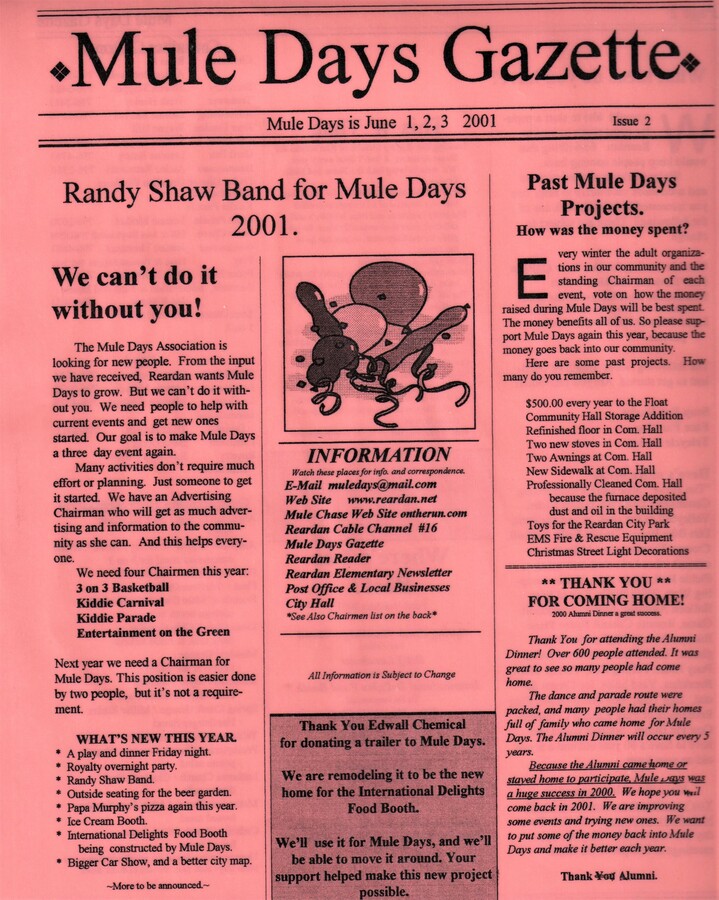 ❖Mule Days Gazette❖
Mule Days is June 1, 2, 3 2001
Issue 2
Randy Shaw Band for Mule Days
2001.
We can't do it
without you!
The Mule Days Association is
looking for new people. From the input
we have received, Reardan wants Mule
Days to grow. But we can't do it with-
out you. We need people to help with
current events and get new ones
started. Our goal is to make Mule Days
a three day event again.
Many activities don't require much
effort or planning. Just someone to get
it started. We have an Advertising
Chairman who will get as much adver-
tising and information to the commu-
nity as she can. And this helps every-
one.
We need four Chairmen this year:
3 on 3 Basketball
Kiddie Carnival
Kiddie Parade
Entertainment on the Green
Next year we need a Chairman for
Mule Days. This position is easier done
by two people, but it's not a require-
ment.
WHAT'S NEW THIS YEAR.
* A play and dinner Friday night.
* Royalty overnight party.
* Randy Shaw Band.
* Outside seating for the beer garden.
* Papa Murphy's pizza again this year.
* Ice Cream Booth.
* International Delights Food Booth
being constructed by Mule Days.
* Bigger Car Show, and a better city map.
~More to be announced.~
INFORMATION
Watch these places for info. and correspondence.
E-Mail muledays@mail.com
Web Site www.reardan.net
Mule Chase Web Site ontherun.com
Reardan Cable Channel #16
Mule Days Gazette
Reardan Reader
Reardan Elementary Newsletter
Post Office & Local Businesses
City Hall
*See Also Chairmen list on the back*
All Information is Subject to Change
Thank You Edwall Chemical
for donating a trailer to Mule Days.
We are remodeling it to be the new
home for the International Delights
Food Booth.
We'll use it for Mule Days, and we'll
be able to move it around. Your
support helped make this new project
possible.
Past Mule Days
Projects.
How was the money spent?
Every winter the adult organiza-
tions in our community and the
standing Chairman of each
event, vote on how the money
raised during Mule Days will be best spent.
The money benefits all of us. So please sup-
port Mule Days again this year, because the
money goes back into our community.
Here are some past projects. How
many do you remember.
$500.00 every year to the Float
Community Hall Storage Addition
Refinished floor in Com. Hall
Two new stoves in Com. Hall
Two Awnings at Com. Hall
New Sidewalk at Com. Hall
Professionally Cleaned Com. Hall
because the furnace deposited
dust and oil in the building
Toys for the Reardan City Park
EMS Fire & Rescue Equipment
Christmas Street Light Decorations
** THANK YOU **
FOR COMING HOME!
2000 Alumni Dinner a great success.
Thank You for attending the Alumni
Dinner! Over 600 people attended. It was
great to see so many people had come
home.
The dance and parade route were
packed, and many people had their homes
full of family who came home for Mule
Days. The Alumni Dinner will occur every 5
years.
Because the Alumni came home or
stayed home to participate, Mule Days was
a huge success in 2000. We hope you will
come back in 2001. We are improving
some events and trying new ones. We want
to put some of the money back into Mule
Days and make it better each year.
Thank You Alumni.